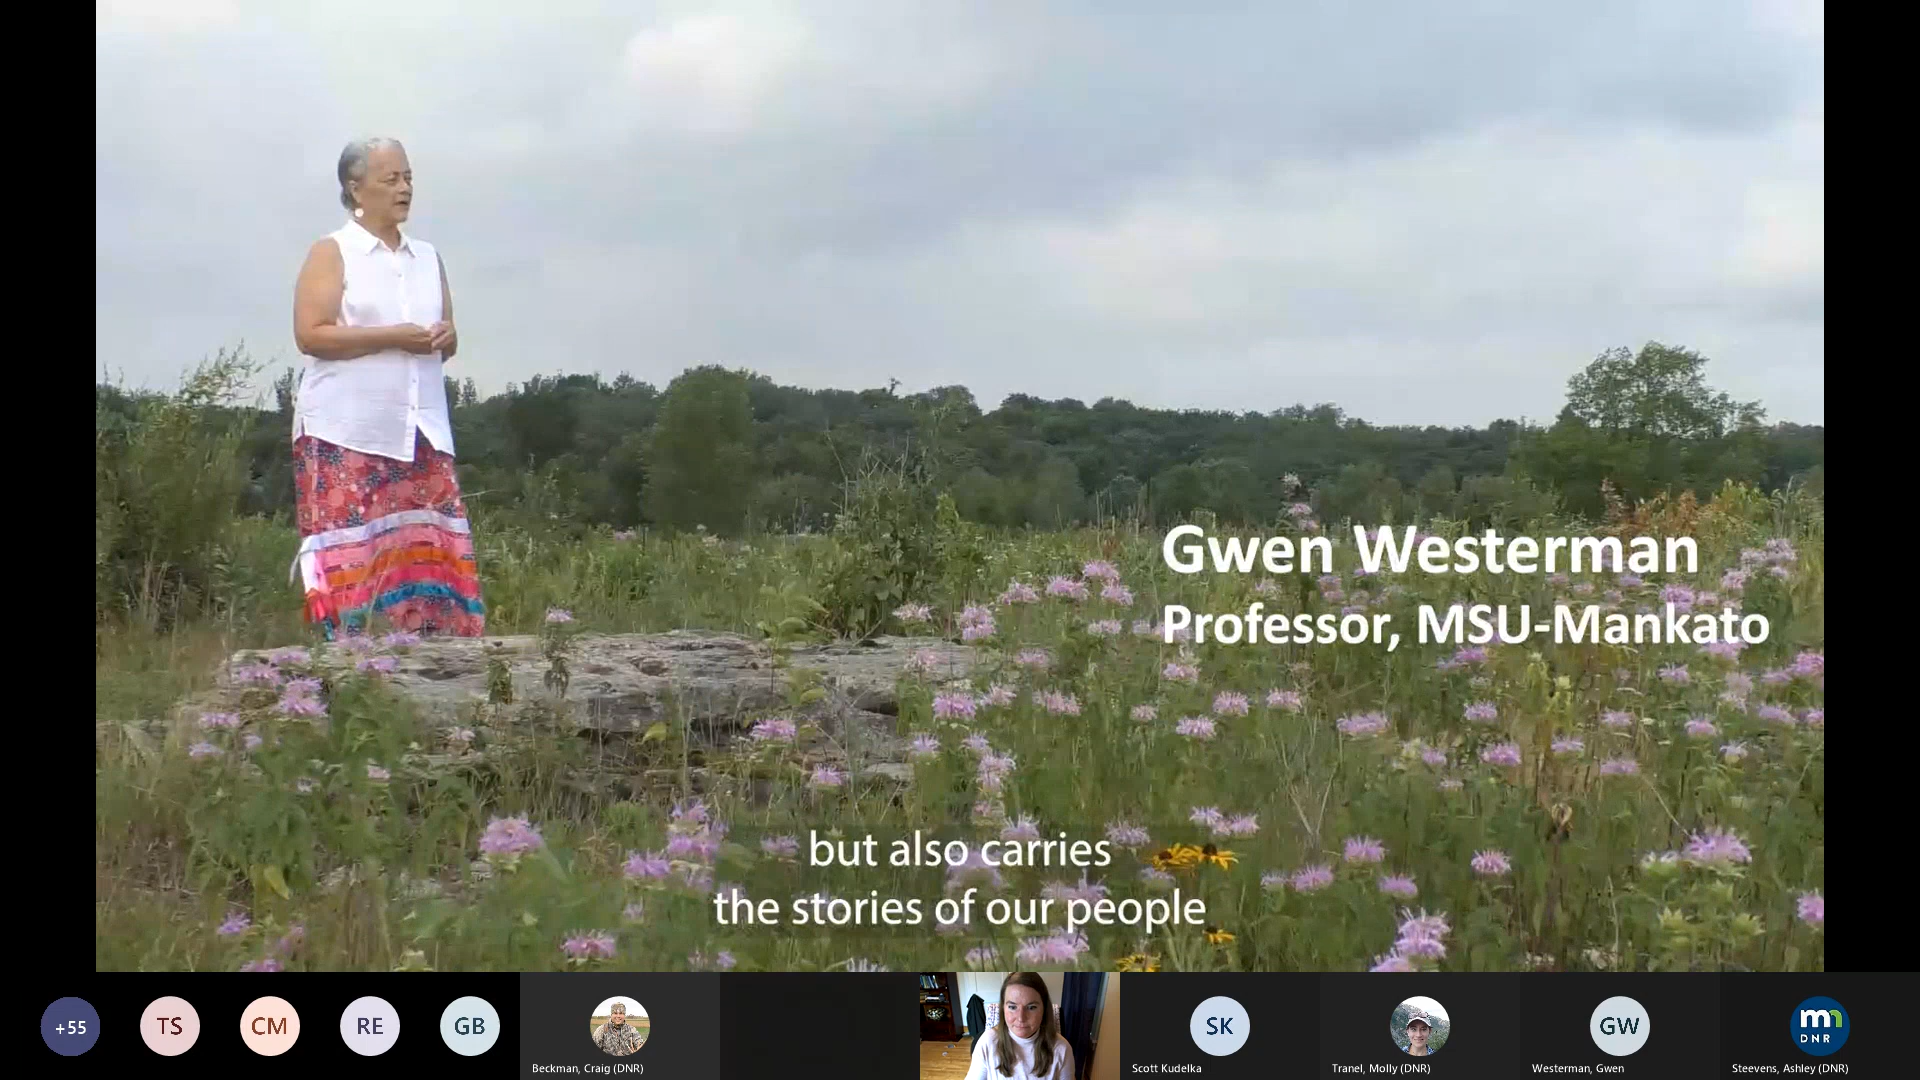 Gwen Westerman
Professor, MSU-Mankato
but also carries
the stories of our people
+55
TS
CM
RE
GB
SK
GW
mn
DNR
Beckman, Craig (DNR)
Scott Kudelka
Tranel, Molly (DNR)
Westerman, Gwen
Steevens, Ashley (DNR)